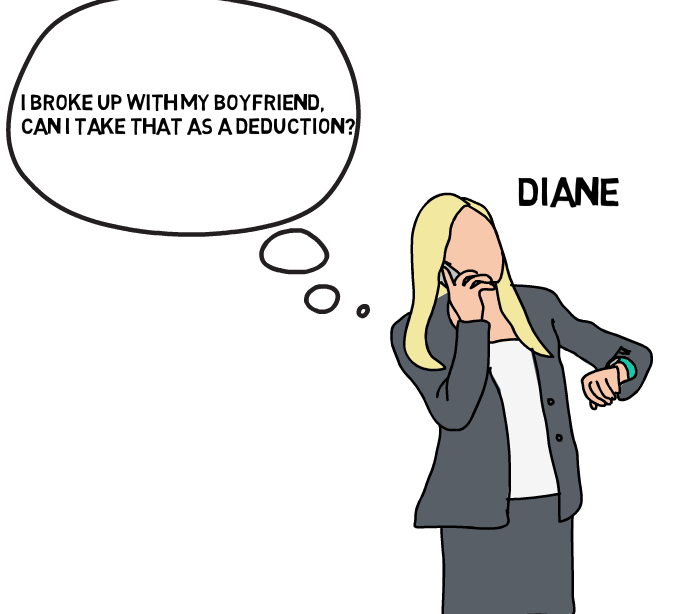 I BROKE UP WITH MY BOYFRIEND,
CAN I TAKE THAT AS A DEDUCTION?
DIANE